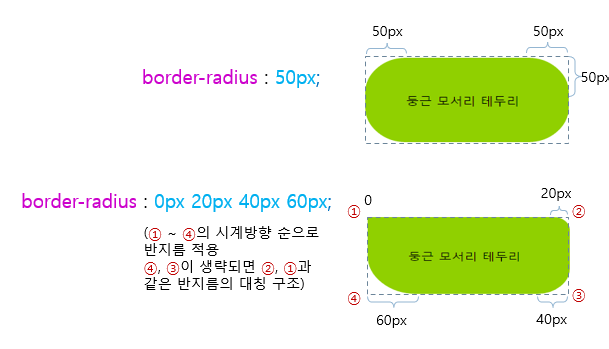 50px
50px
border-radius : 50px;
50px
둥근 모서리 테두리
border-radius : 0px 20px 40px 60px;
0
20px
①
②
(① ~ ④의 시계방향 순으로
반지름 적용
④, ③이 생략되면 ②, ①과
같은 반지름의 대칭 구조)
둥근 모서리 테두리
④
③
60px
40px